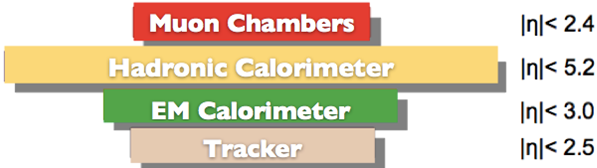 Muon Chambers |η|< 2.4
Hadronic Calorimeter |η|< 5.2
EM Calorimeter |η|< 3.0
Tracker |η|< 2.5